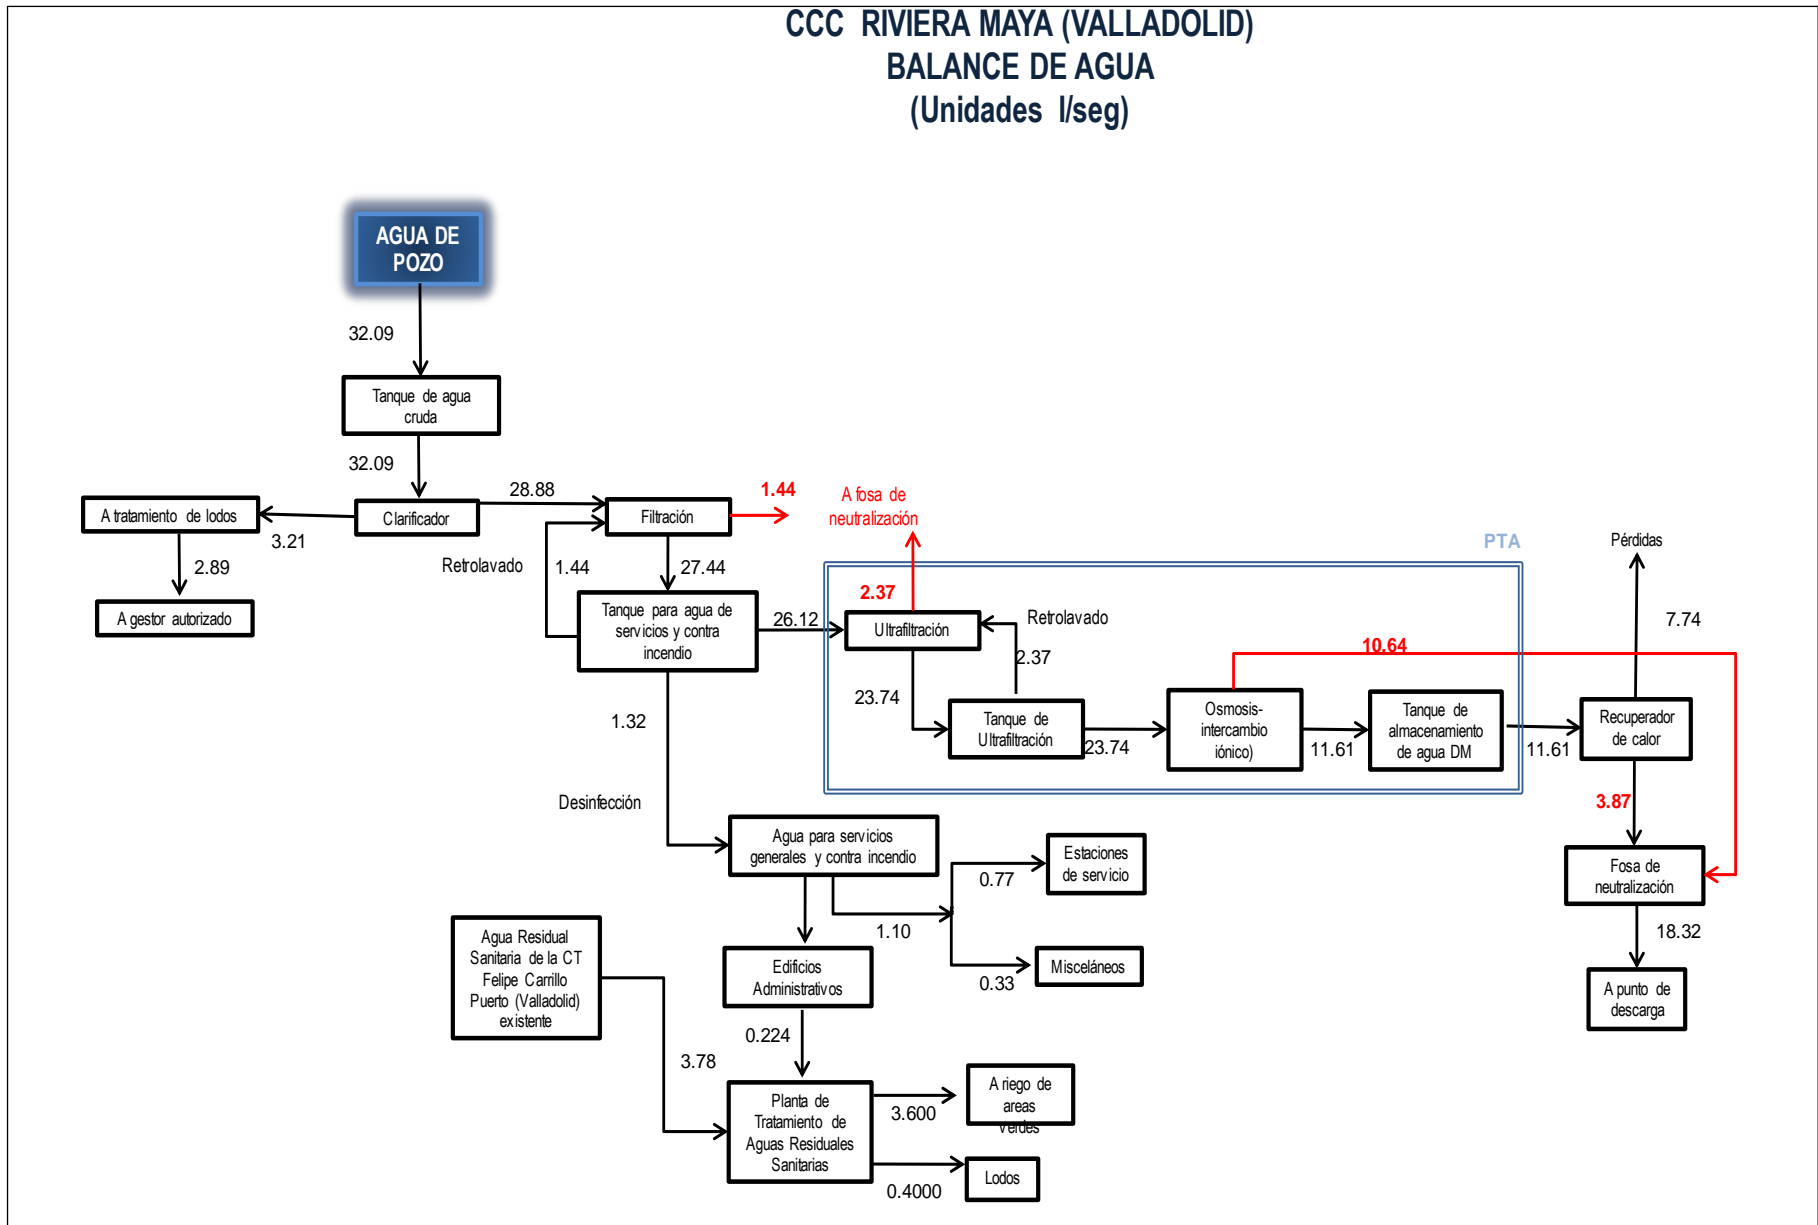 CCC RIVIERA MAYA (VALLADOLID)
BALANCE DE AGUA
(Unidades l/seg)
AGUA DE
POZO
32.09
Tanque de agua
cruda
32.09
28.88
1.44
A fosa de
neutralización
A tratamiento de lodos
Clarificador
Filtración
3.21
2.89
Retrolavado
1.44
27.44
PTA
Pérdidas
A gestor autorizado
Tanque para agua de
servicios y contra
incendio
26.12
2.37
Ultrafiltración
Retrolavado
2.37
10.64
7.74
23.74
1.32
Tanque de
Ultrafiltración
23.74
Osmosis-
intercambio
iónico)
11.61
Tanque de
almacenamiento
de agua DM
11.61
Recuperador
de calor
3.87
Desinfección
Agua para servicios
generales y contra incendio
0.77
Estaciones
de servicio
Fosa de
neutralización
1.10
18.32
Agua Residual
Sanitaria de la CT
Felipe Carrillo
Puerto (Valladolid)
existente
Edificios
Administrativos
0.33
Misceláneos
A punto de
descarga
0.224
3.78
Planta de
Tratamiento de
Aguas Residuales
Sanitarias
3.600
A riego de
areas
verdes
0.4000
Lodos